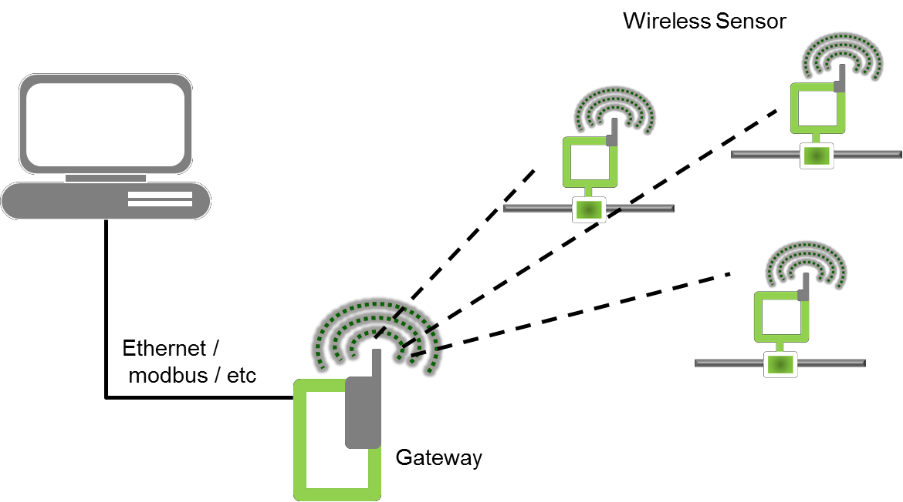 Wireless Sensor
Ethernet /
modbus / etc
Gateway